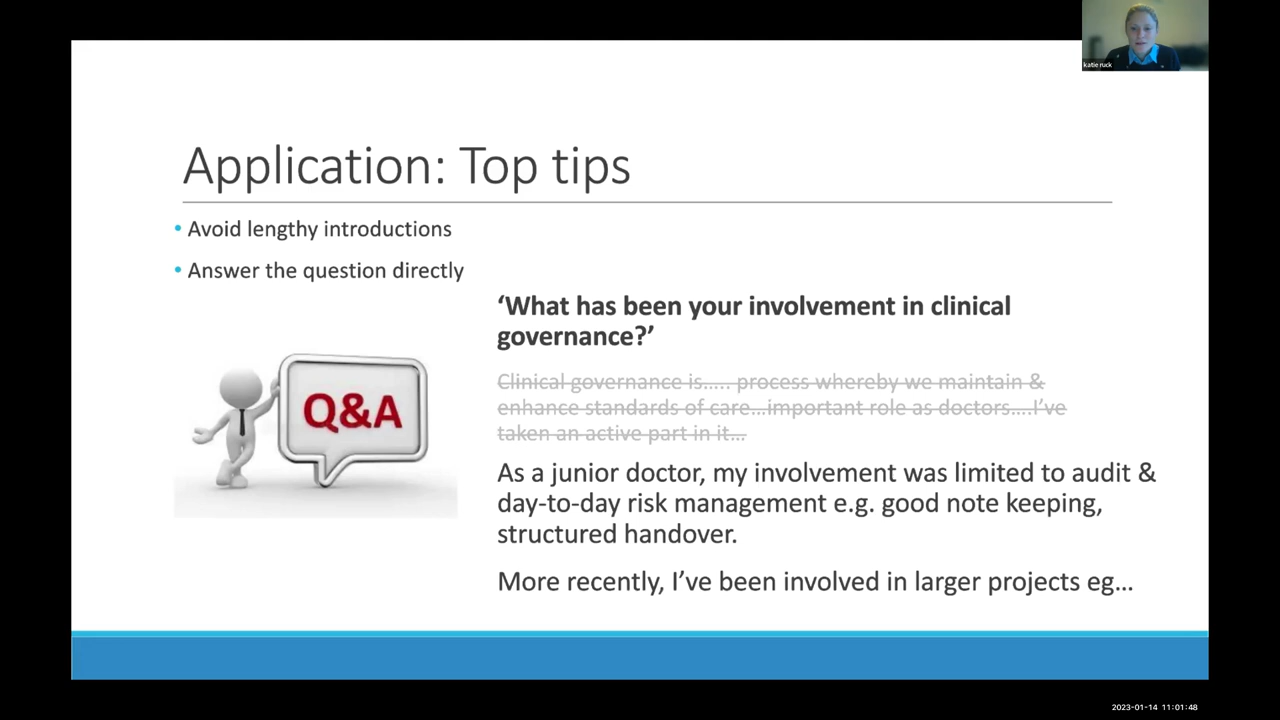 katie ruck
Application: Top tips
• Avoid lengthy introductions
• Answer the question directly
‘What has been your involvement in clinical
governance?’
Q&A
Clinical governance is….. process whereby we maintain &
enhance standards of care…important role as doctors….I’ve
taken an active part in it…
As a junior doctor, my involvement was limited to audit &
day-to-day risk management e.g. good note keeping,
structured handover.
More recently, I’ve been involved in larger projects eg…
2023-01-14 11:01:48